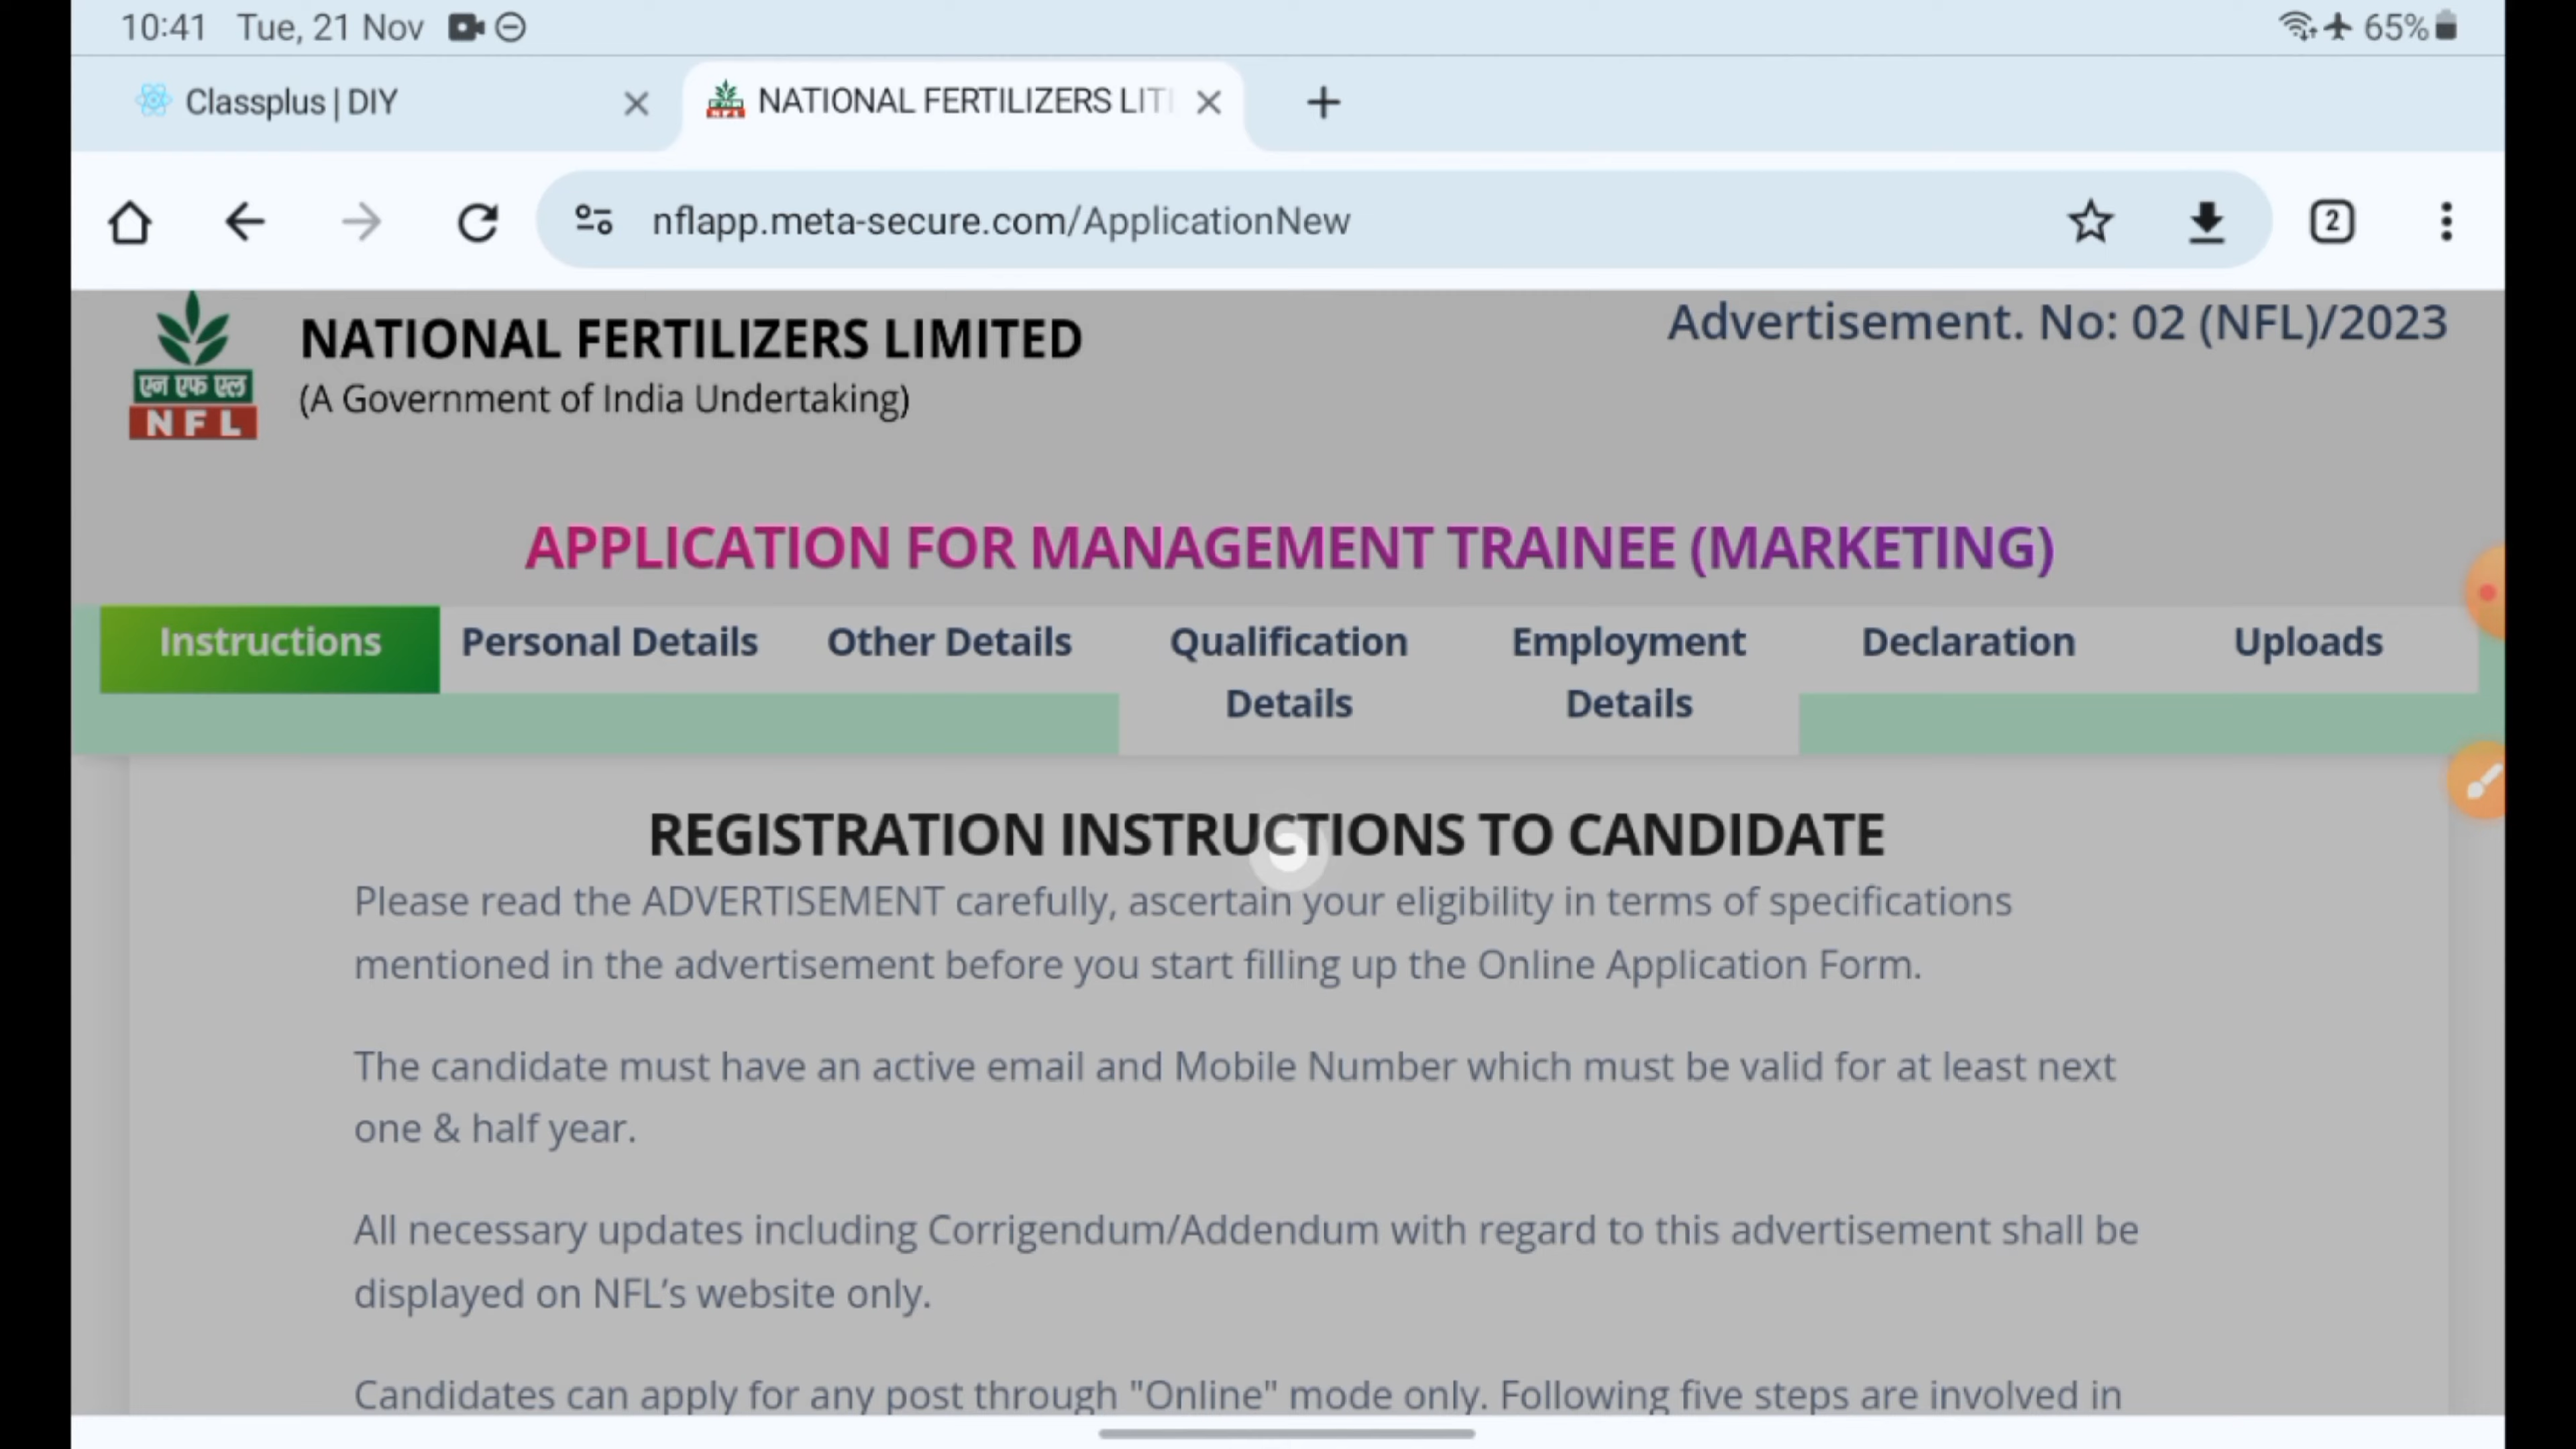 10:41 Tue, 21 Nov 65%
Classplus | DIY
NATIONAL FERTILIZERS LIT
nflapp.meta-secure.com/ApplicationNew
2
एन एफ एल
NFL
NATIONAL FERTILIZERS LIMITED
(A Government of India Undertaking)
Advertisement. No: 02 (NFL)/2023
APPLICATION FOR MANAGEMENT TRAINEE (MARKETING)
Instructions
Personal Details
Other Details
Qualification
Details
Employment
Details
Declaration
Uploads
REGISTRATION INSTRUCTIONS TO CANDIDATE
Please read the ADVERTISEMENT carefully, ascertain your eligibility in terms of specifications
mentioned in the advertisement before you start filling up the Online Application Form.
The candidate must have an active email and Mobile Number which must be valid for at least next
one & half year.
All necessary updates including Corrigendum/Addendum with regard to this advertisement shall be
displayed on NFL’s website only.
Candidates can apply for any post through "Online" mode only. Following five steps are involved in